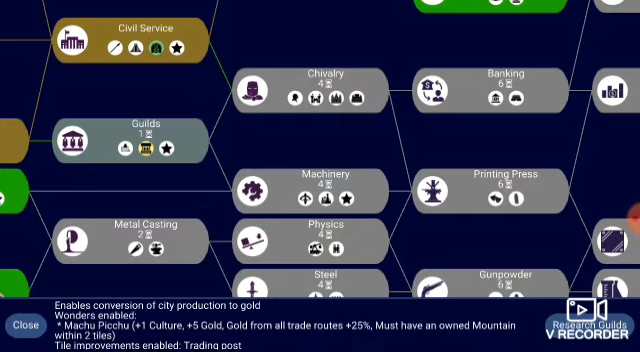 Civil Service
Chivalry
4
Banking
6
Guilds
1
Machinery
4
Printing Press
6
Metal Casting
2
Physics
4
Steel
4
Gunpowder
6
Enables conversion of city production to gold
Wonders enabled:
* Machu Picchu (+1 Culture, +5 Gold, Gold from all trade routes +25%, Must have an owned Mountain
within 2 tiles)
Tile improvements enabled: Trading post
Close
Research Guilds
V RECORDER